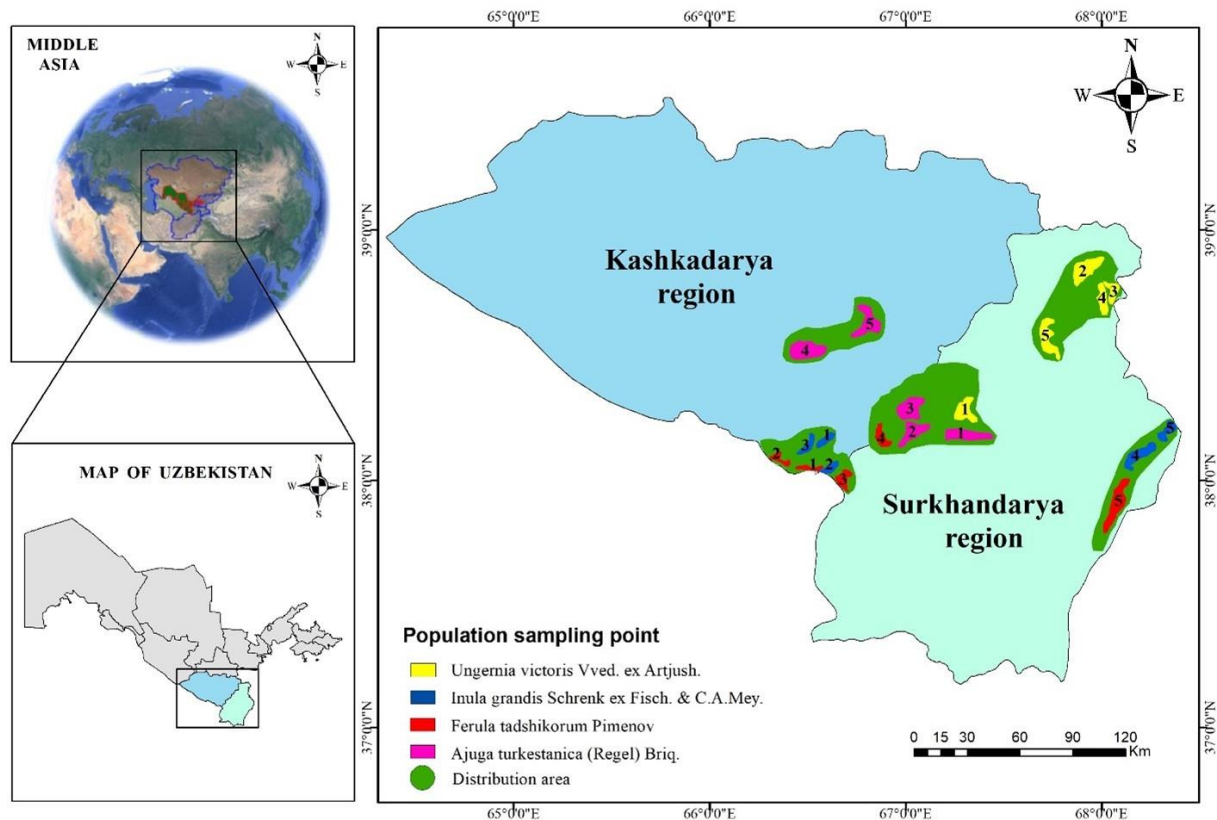 MIDDLE
ASIA
N
W E
S
MAP OF UZBEKISTAN
N
W E
S
65°0'0"E 66°0'0"E 67°0'0"E 68°0'0"E
N
W E
S
39°0'0"N 39°0'0"N
Kashkadarya
region
2
3
4
5
5
4
3
1
2
4
1
1
3
2
1
2
3
5
4
5
38°0'0"N 38°0'0"N
Surkhandarya
region
Population sampling point
Ungernia victoris Vved. ex Artjush.
Inula grandis Schrenk ex Fisch. & C.A.Mey.
Ferula tadshikorum Pimenov
Ajuga turkestanica (Regel) Briq.
Distribution area
0 15 30 60 90 120
Km
37°0'0"N 37°0'0"N
65°0'0"E 66°0'0"E 67°0'0"E 68°0'0"E